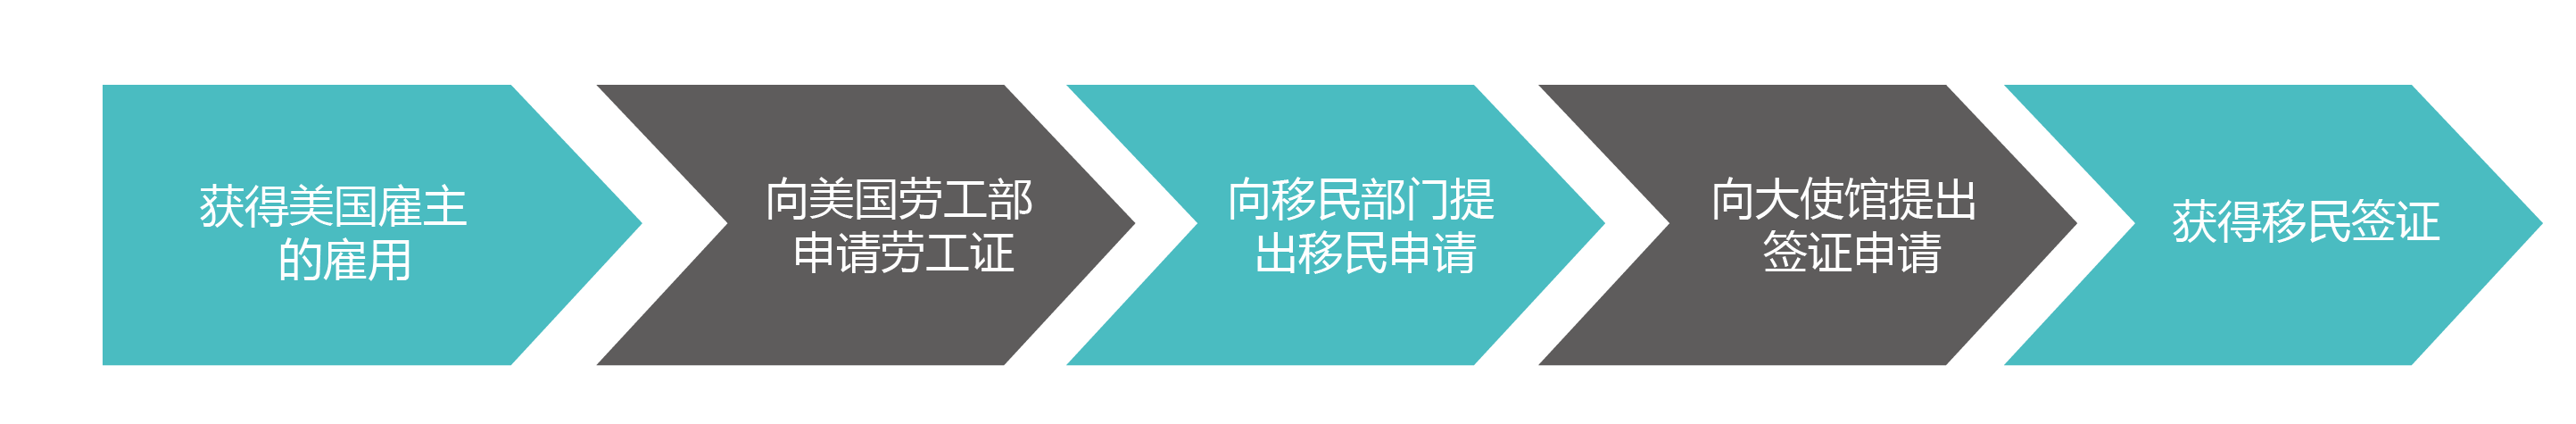 获得美国雇主
的雇用
向美国劳工部
申请劳工证
向移民部门提
出移民申请
向大使馆提出
签证申请
获得移民签证